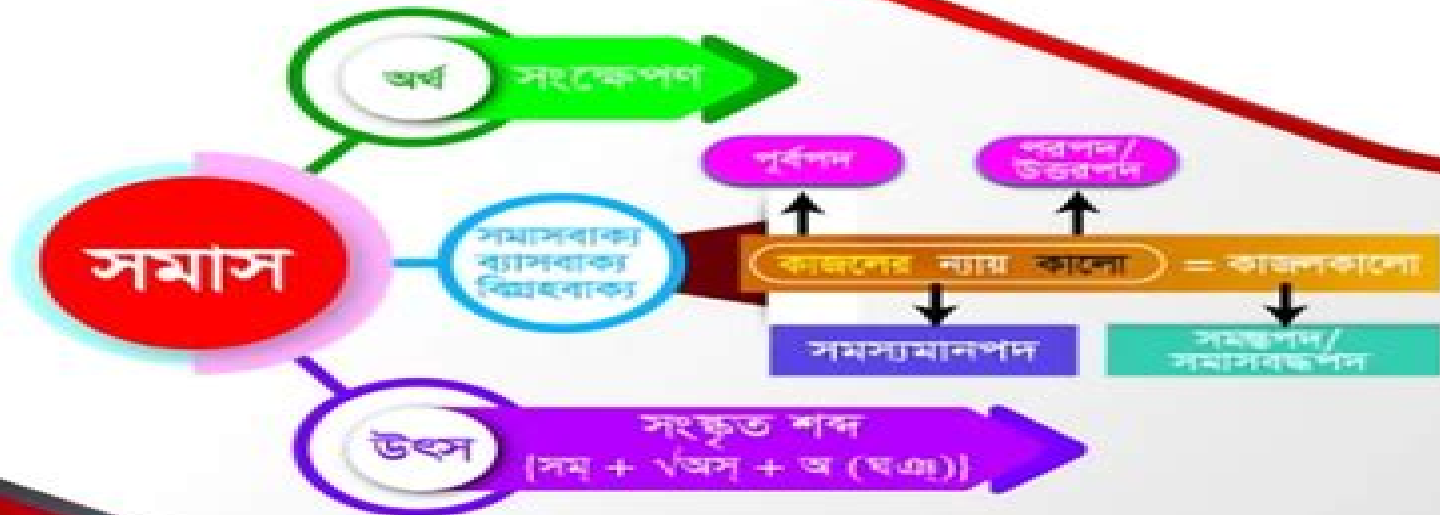 অর্থ
সংক্ষেপণ
পূর্বপদ
পরপদ/
উত্তরপদ
সমাস
সমাসবাক্য
ব্যাসবাক্য
বিগ্রহবাক্য
কাজলের ন্যায় কালো = কাজলকালো
সমস্যমানপদ
সমস্তপদ/
সমাসবদ্ধপদ
উৎস
সংস্কৃত শব্দ
[সম্ + √অস্ + অ (ঘঞ্)]